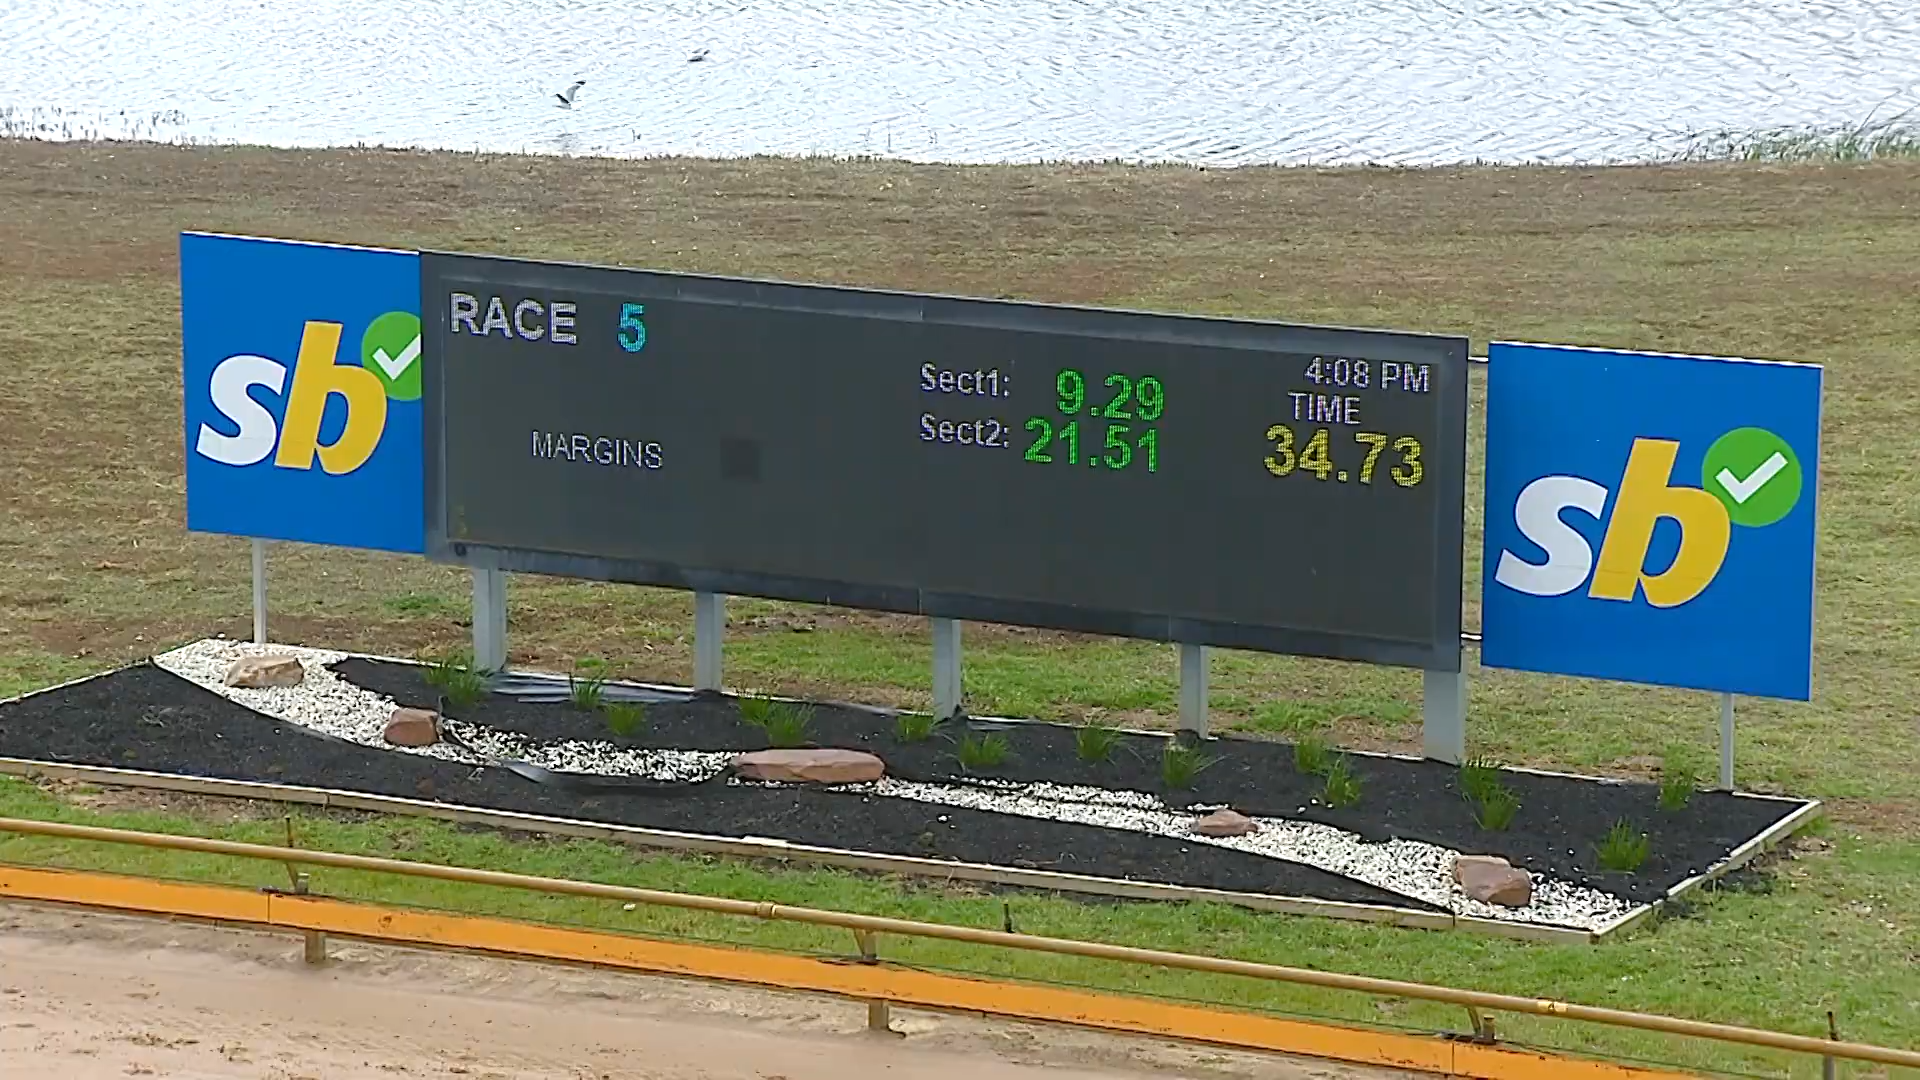 sb
RACE 5
4:08 PM
Sect1: 9.29
TIME
Sect2: 21.51
34.73
MARGINS
sb